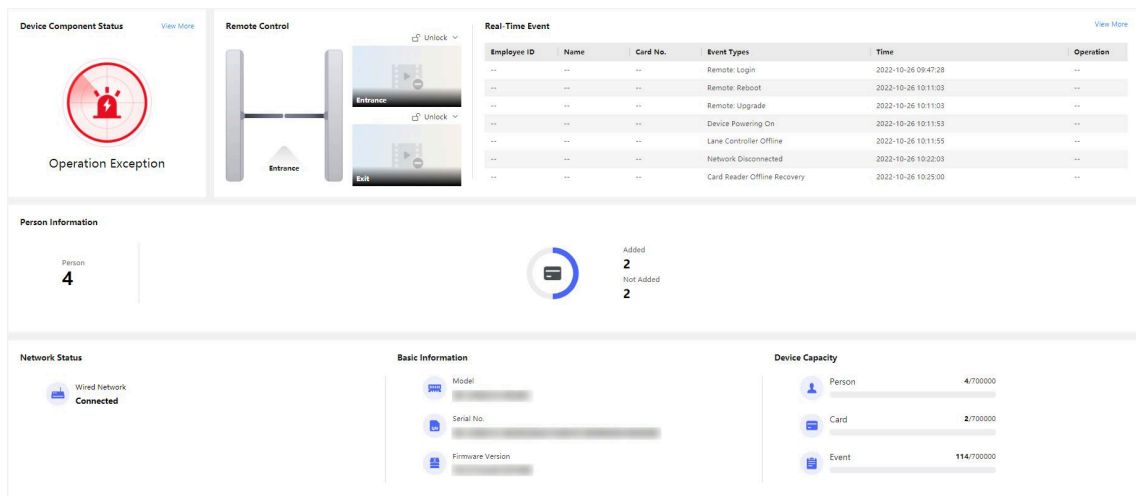 Device Component Status View More
Operation Exception
Remote Control
Unlock
Entrance
Unlock
Exit
Entrance
Real-Time Event View More
Employee ID Name Card No. Event Types Time Operation
-- -- -- Remote: Login 2022-10-26 09:47:28 --
-- -- -- Remote: Reboot 2022-10-26 10:11:03 --
-- -- -- Remote: Upgrade 2022-10-26 10:11:03 --
-- -- -- Device Powering On 2022-10-26 10:11:53 --
-- -- -- Lane Controller Offline 2022-10-26 10:11:55 --
-- -- -- Network Disconnected 2022-10-26 10:22:03 --
-- -- -- Card Reader Offline Recovery 2022-10-26 10:25:00 --
Person Information
Person
4
Added
2
Not Added
2
Network Status
Wired Network
Connected
Basic Information
Model
Serial No.
Firmware Version
Device Capacity
Person 4/700000
Card 2/700000
Event 114/700000